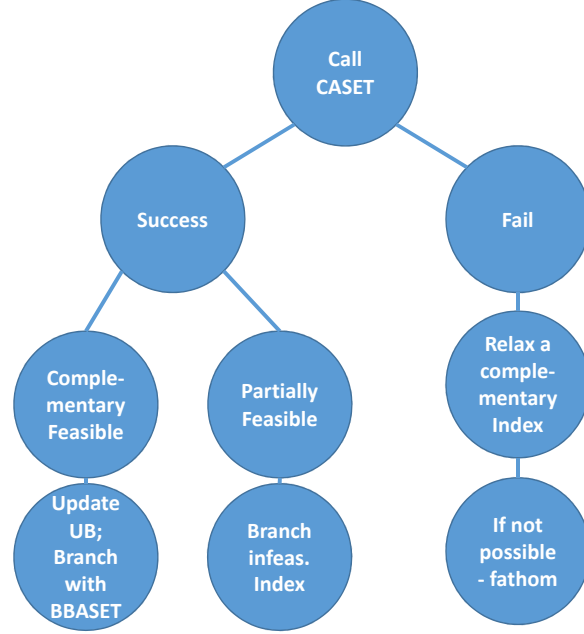 Call
CASET
Success
Fail
Comple-
mentary
Feasible
Partially
Feasible
Relax a
comple-
mentary
Index
Update
UB;
Branch
with
BBASET
Branch
infeas.
Index
If not
possible
- fathom